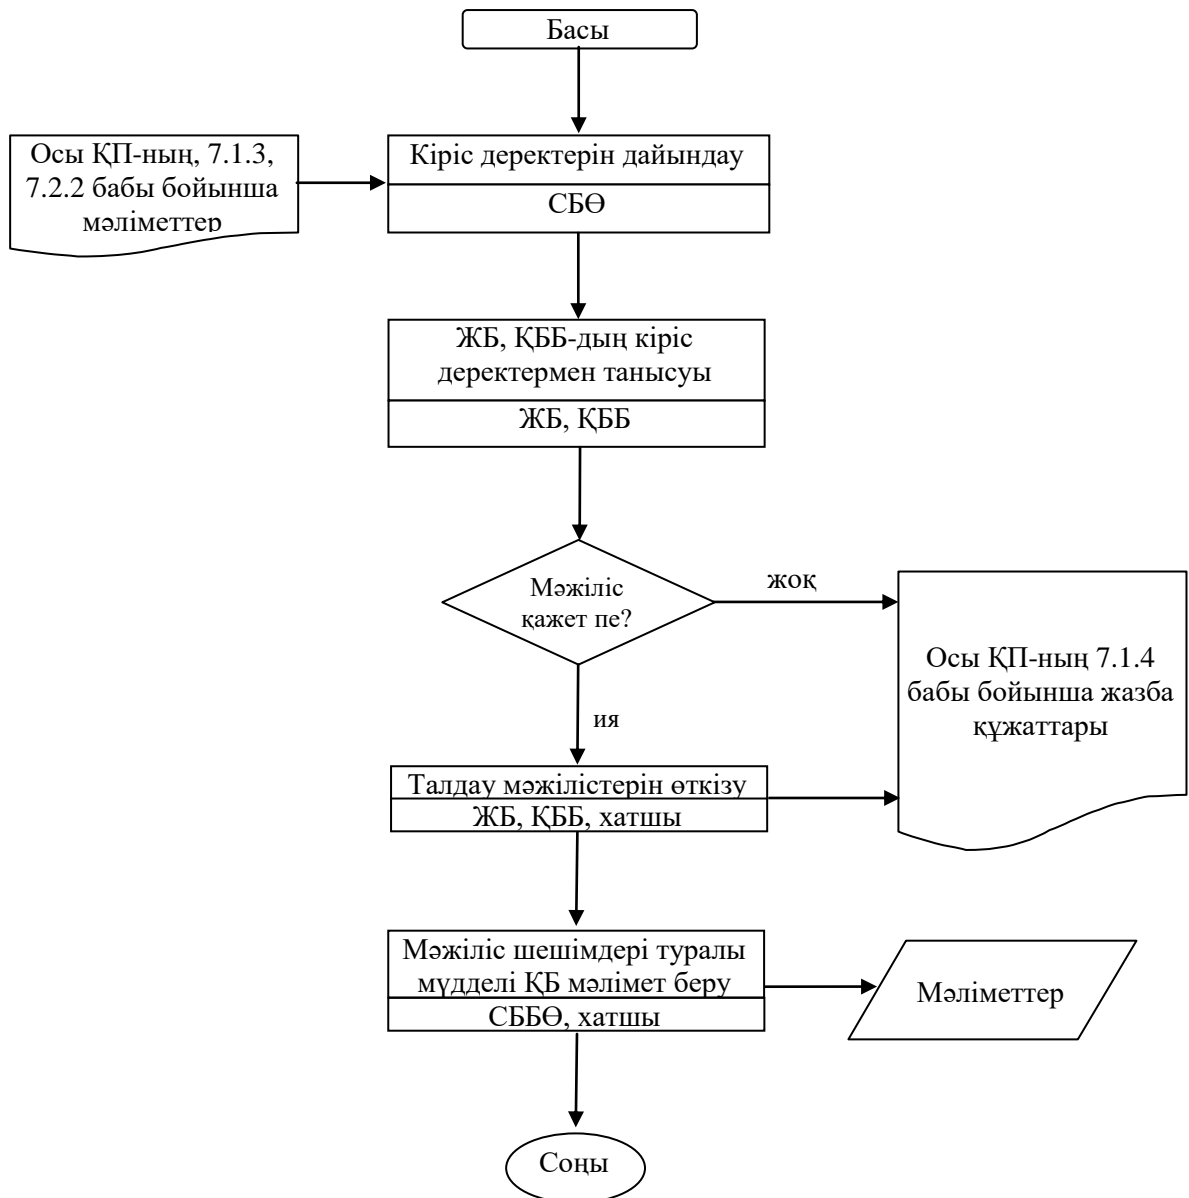 Басы
Осы ҚП-ның, 7.1.3,
7.2.2 бабы бойынша
мәліметтер
Кіріс деректерін дайындау
СБӨ
ЖБ, ҚББ-дың кіріс
деректермен танысуы
ЖБ, ҚББ
Мәжіліс
қажет пе?
жоқ
Осы ҚП-ның 7.1.4
бабы бойынша жазба
құжаттары
ия
Талдау мәжілістерін өткізу
ЖБ, ҚББ, хатшы
Мәжіліс шешімдері туралы
мүдделі ҚБ мәлімет беру
СББӨ, хатшы
Мәліметтер
Соңы